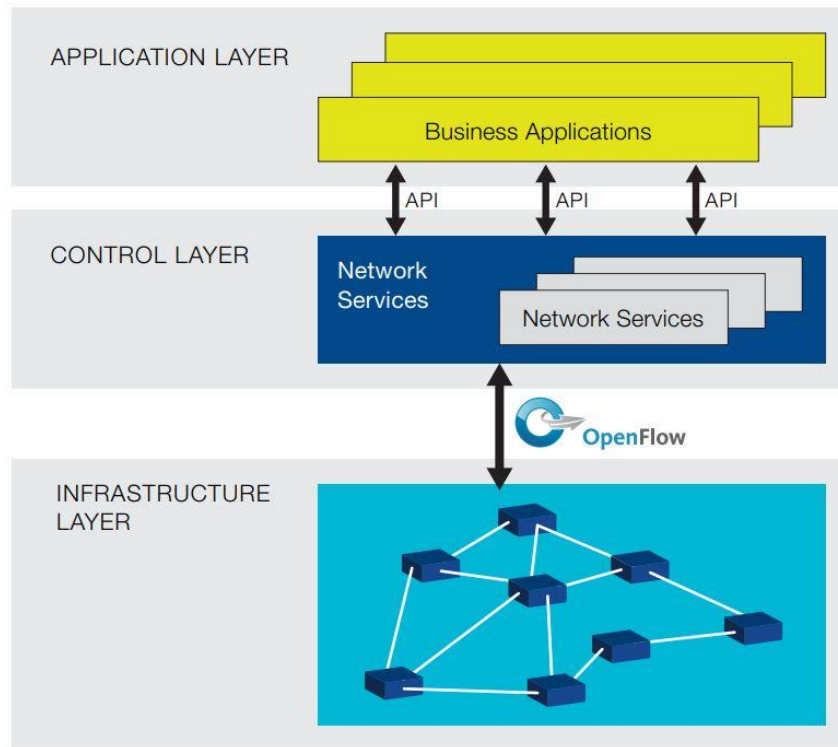 APPLICATION LAYER
Business Applications
API
API
API
CONTROL LAYER
Network
Services
Network Services
OpenFlow
INFRASTRUCTURE
LAYER